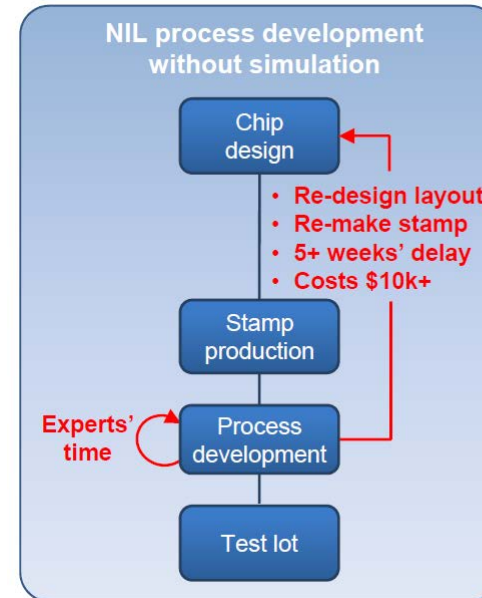 NIL process development
without simulation
Chip
design
• Re-design layout
• Re-make stamp
• 5+ weeks’ delay
• Costs $10k+
Stamp
production
Experts’
time
Process
development
Test lot